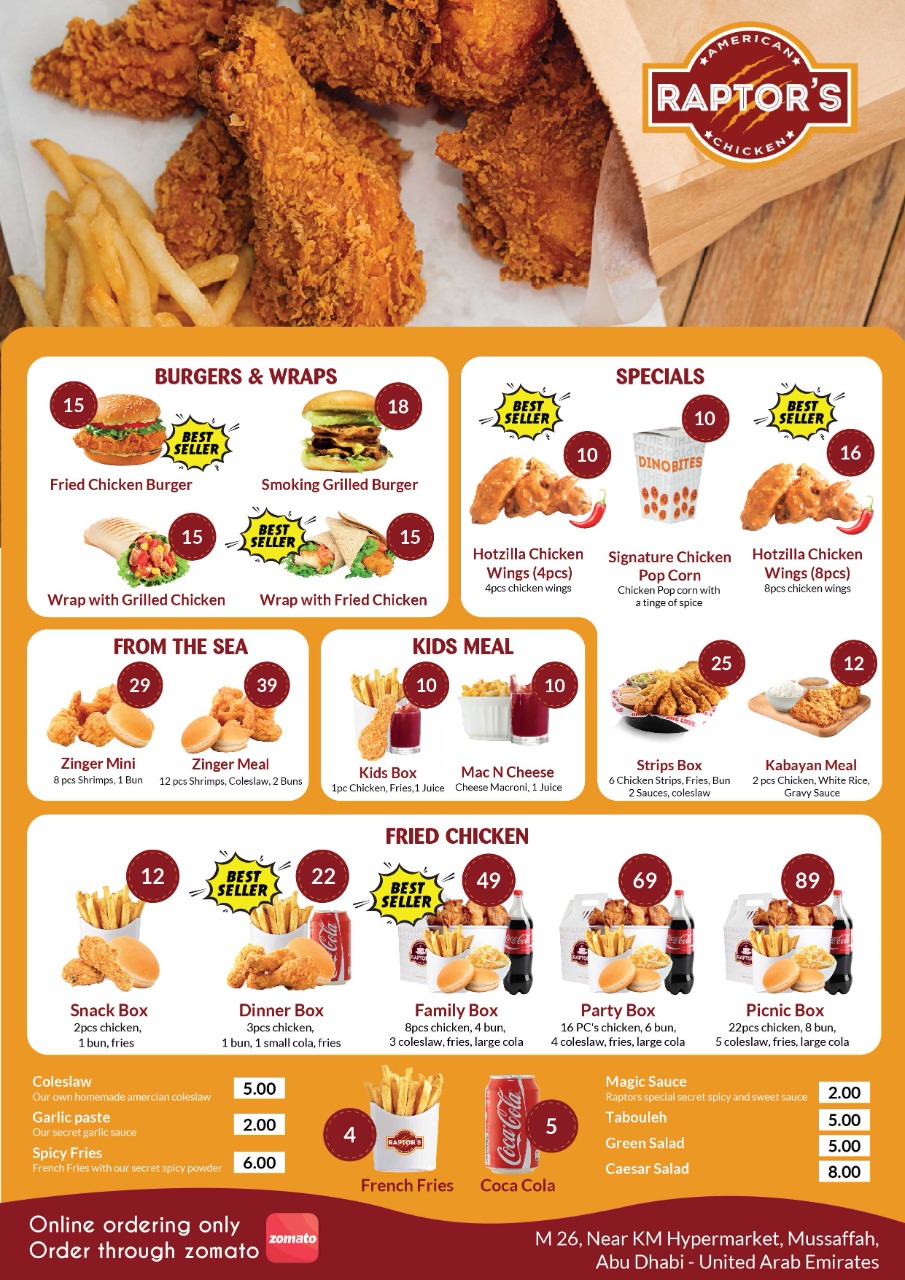 AMERICAN
RAPTOR'S
CHICKEN
BURGERS & WRAPS
15
BEST
SELLER
Fried Chicken Burger
18
Smoking Grilled Burger
15
Wrap with Grilled Chicken
BEST
SELLER
15
Wrap with Fried Chicken
SPECIALS
BEST
SELLER
10
Hotzilla Chicken
Wings (4pcs)
4pcs chicken wings
10
DINOBITES
Signature Chicken
Pop Corn
Chicken Pop corn with
a tinge of spice
BEST
SELLER
16
Hotzilla Chicken
Wings (8pcs)
8pcs chicken wings
25
Strips Box
6 Chicken Strips, Fries, Bun
2 Sauces, coleslaw
12
Kabayan Meal
2 pcs Chicken, White Rice,
Gravy Sauce
FROM THE SEA
29
Zinger Mini
8 pcs Shrimps, 1 Bun
39
Zinger Meal
12 pcs Shrimps, Coleslaw, 2 Buns
KIDS MEAL
10
Kids Box
1pc Chicken, Fries,1 Juice
10
Mac N Cheese
Cheese Macroni, 1 Juice
FRIED CHICKEN
12
Snack Box
2pcs chicken,
1 bun, fries
BEST
SELLER
22
Coca-Cola
Dinner Box
3pcs chicken,
1 bun, 1 small cola, fries
BEST
SELLER
49
Coca-Cola
Family Box
8pcs chicken, 4 bun,
3 coleslaw, fries, large cola
69
Coca-Cola
Party Box
16 PC's chicken, 6 bun,
4 coleslaw, fries, large cola
89
Coca-Cola
Picnic Box
22pcs chicken, 8 bun,
5 coleslaw, fries, large cola
Coleslaw
Our own homemade amercian coleslaw
5.00
Garlic paste
Our secret garlic sauce
2.00
Spicy Fries
French Fries with our secret spicy powder
6.00
4
RAPTOR'S
French Fries
Coca-Cola
5
Coca Cola
Magic Sauce
Raptors special secret spicy and sweet sauce
2.00
Tabouleh
5.00
Green Salad
5.00
Caesar Salad
8.00
Online ordering only
Order through zomato
zomato
M 26, Near KM Hypermarket, Mussaffah,
Abu Dhabi - United Arab Emirates